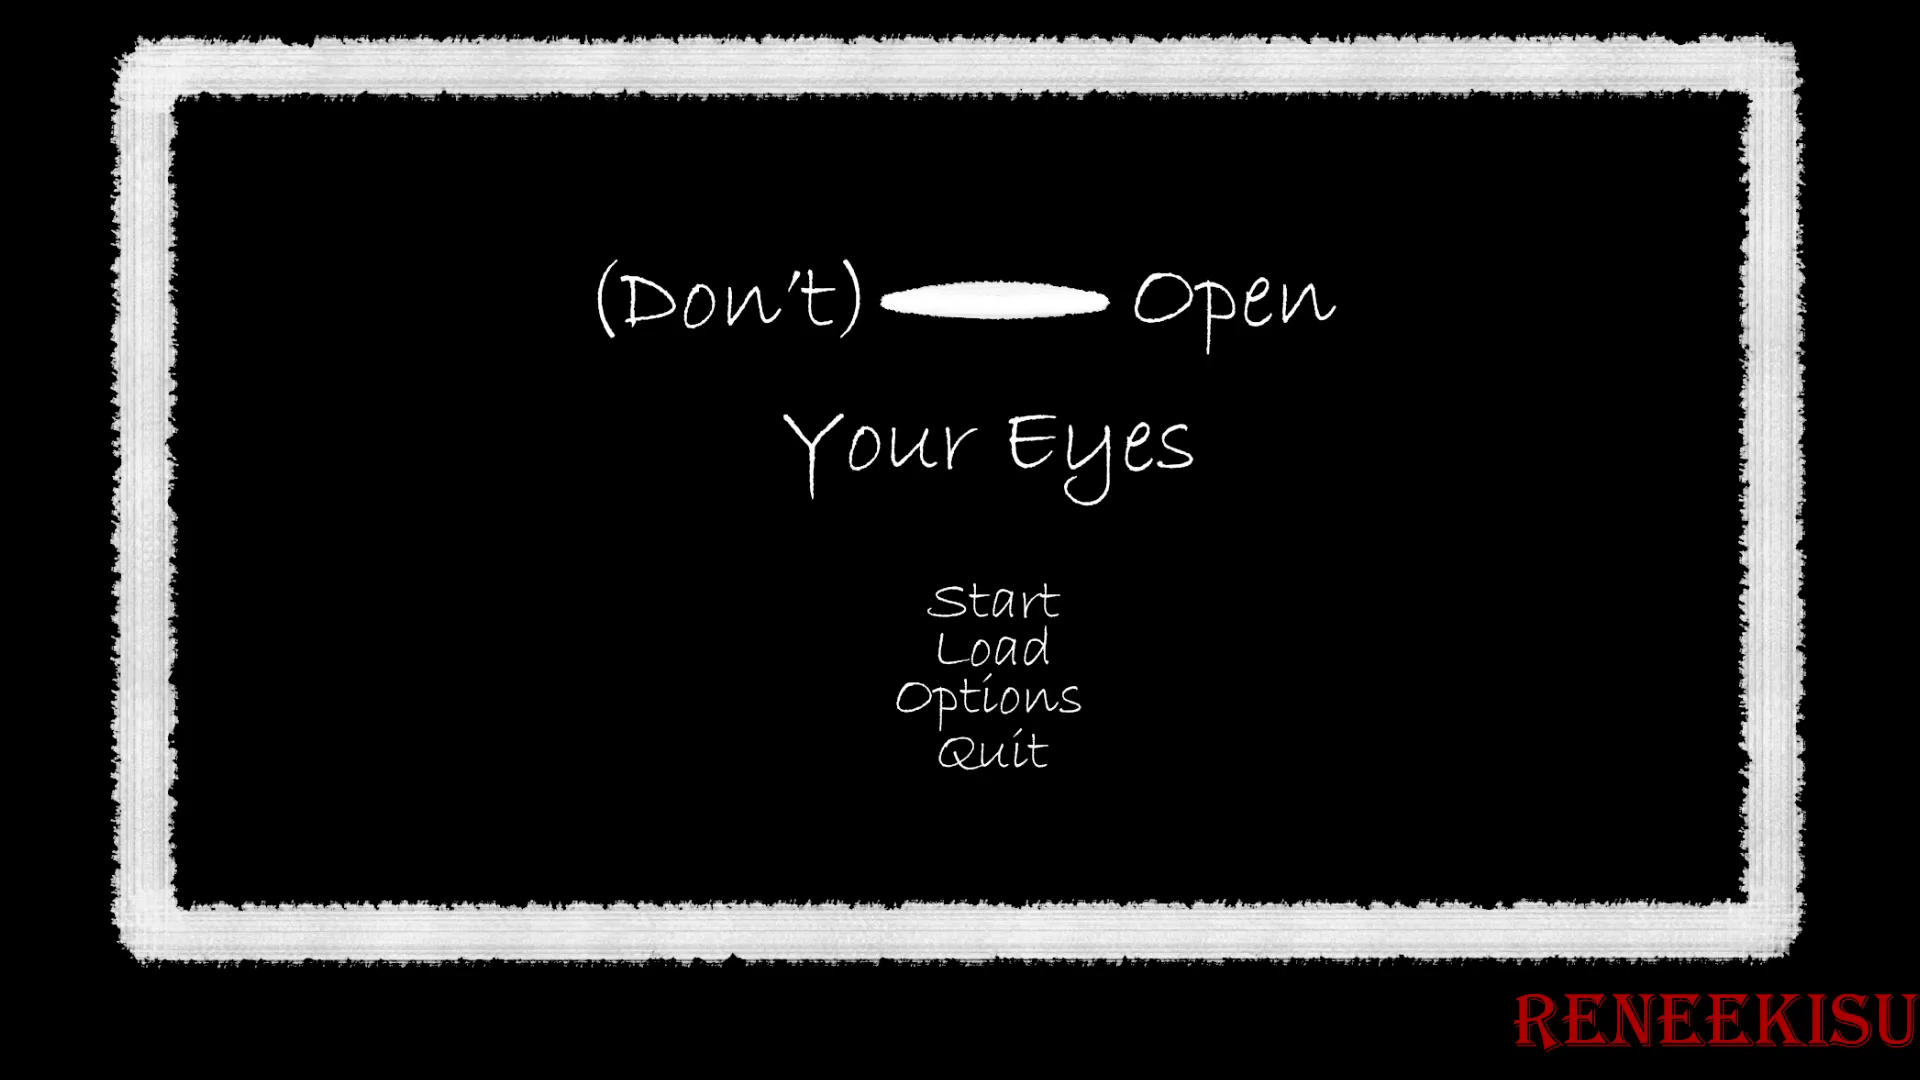 (Don't) Open
Your Eyes
Start
Load
Options
Quit
RENEEKISU